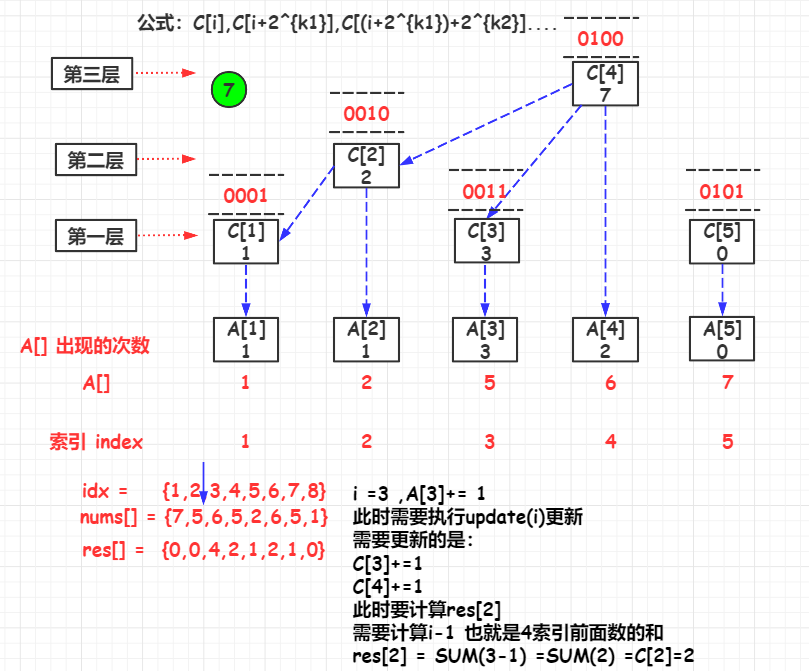 公式：C[i],C[i+2^{k1}],C[(i+2^{k1})+2^{k2}]....
0100
第三层
7
C[4]
7
0010
第二层
C[2]
2
0001
0011
0101
第一层
C[1]
1
C[3]
3
C[5]
0
A[] 出现的次数
A[1]
1
A[2]
1
A[3]
3
A[4]
2
A[5]
0
A[] 1 2 5 6 7
索引 index 1 2 3 4 5
idx = {1,2,3,4,5,6,7,8}
nums[] = {7,5,6,5,2,6,5,1}
res[] = {0,0,4,2,1,2,1,0}
i =3 ,A[3]+= 1
此时需要执行update(i)更新
需要更新的是：
C[3]+=1
C[4]+=1
此时要计算res[2]
需要计算i-1 也就是4索引前面数的和
res[2] = SUM(3-1) =SUM(2) =C[2]=2